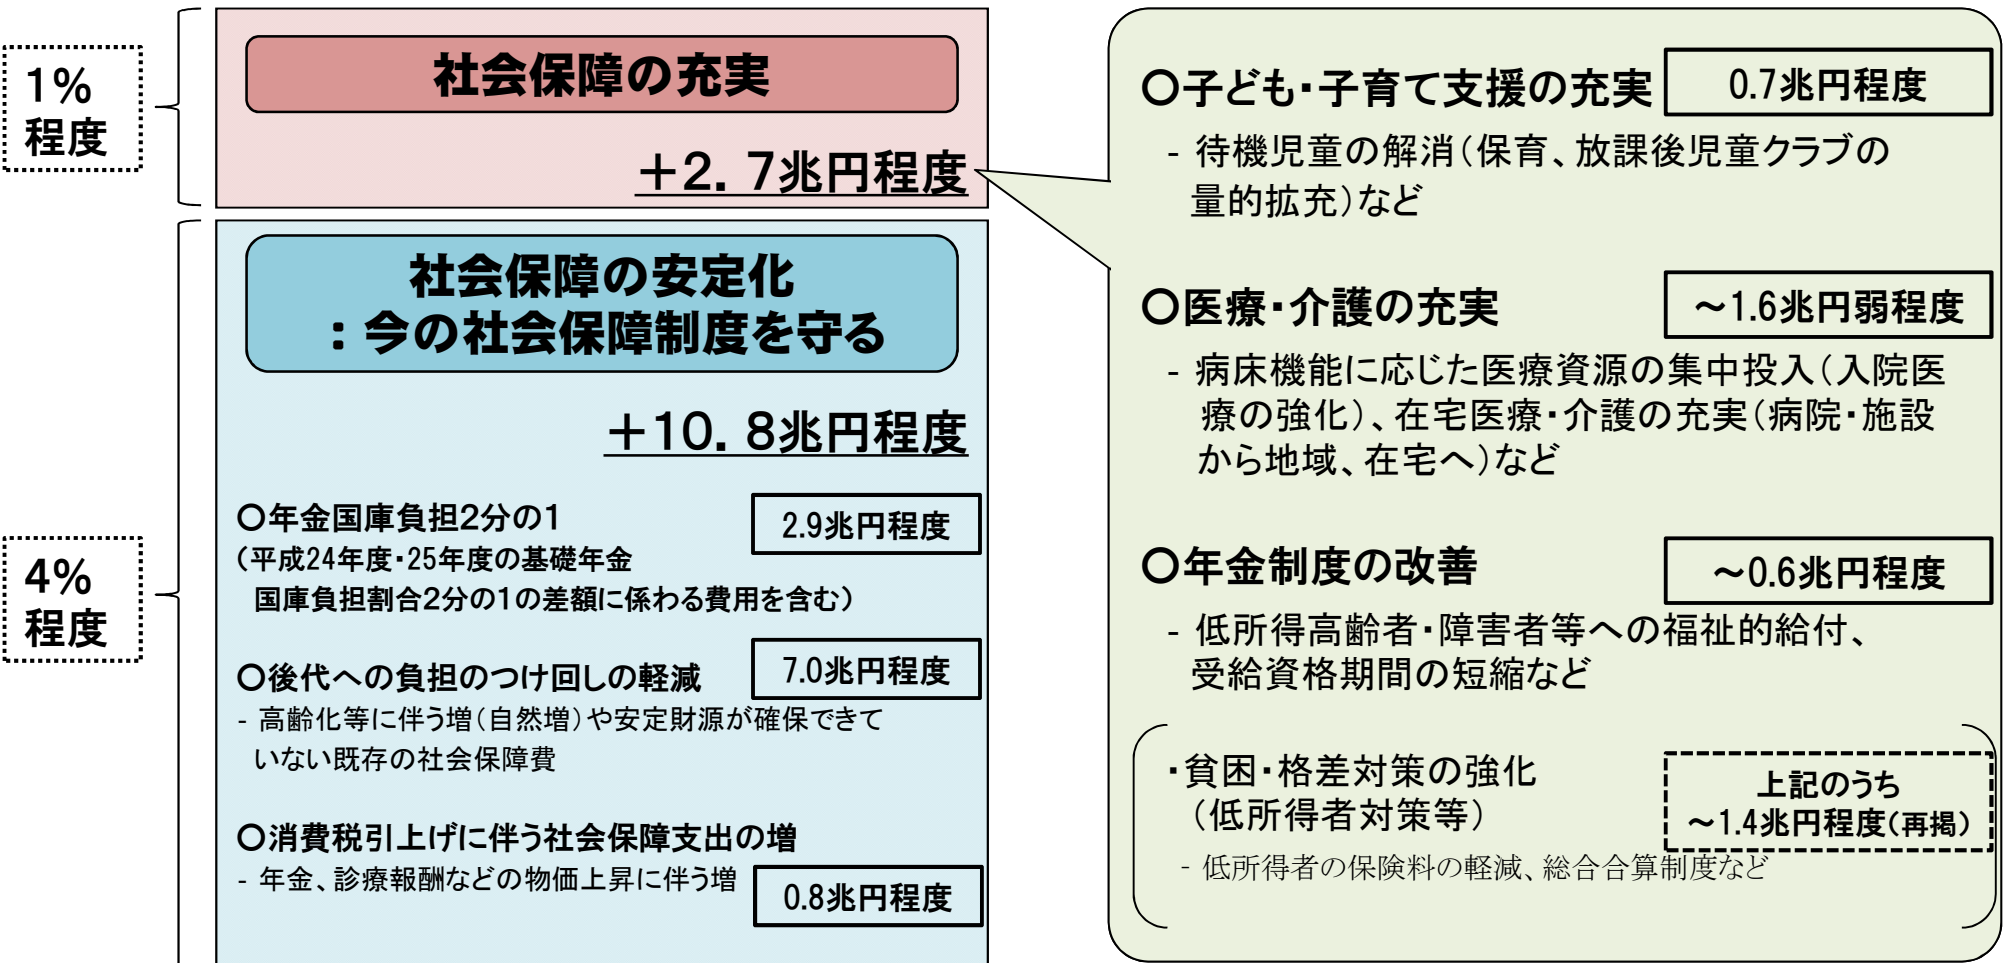 1%
程度
社会保障の充実
＋2．7兆円程度
社会保障の安定化
：今の社会保障制度を守る
＋10．8兆円程度
4%
程度
〇年金国庫負担2分の1
2.9兆円程度
（平成24年度・25年度の基礎年金
国庫負担割合2分の1の差額に係わる費用を含む）
〇後代への負担のつけ回しの軽減
7.0兆円程度
- 高齢化等に伴う増（自然増）や安定財源が確保できて
いない既存の社会保障費
〇消費税引上げに伴う社会保障支出の増
- 年金、診療報酬などの物価上昇に伴う増
0.8兆円程度
〇子ども・子育て支援の充実
0.7兆円程度
- 待機児童の解消（保育、放課後児童クラブの
量的拡充）など
〇医療・介護の充実
～1.6兆円弱程度
- 病床機能に応じた医療資源の集中投入（入院医
療の強化）、在宅医療・介護の充実（病院・施設
から地域、在宅へ）など
〇年金制度の改善
～0.6兆円程度
- 低所得高齢者・障害者等への福祉的給付、
受給資格期間の短縮など
・貧困・格差対策の強化
（低所得者対策等）
上記のうち
～1.4兆円程度（再掲）
- 低所得者の保険料の軽減、総合合算制度など